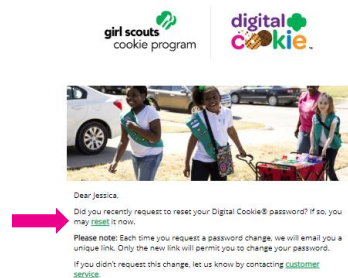 girl scouts
cookie program
digital
cookie
Dear Jessica,
Did you recently request to reset your Digital Cookie® password? If so, you
may reset it now.
Please note: Each time you request a password change, we will email you a
unique link. Only the new link will permit you to change your password.
If you didn't request this change, let us know by contacting customer
service.